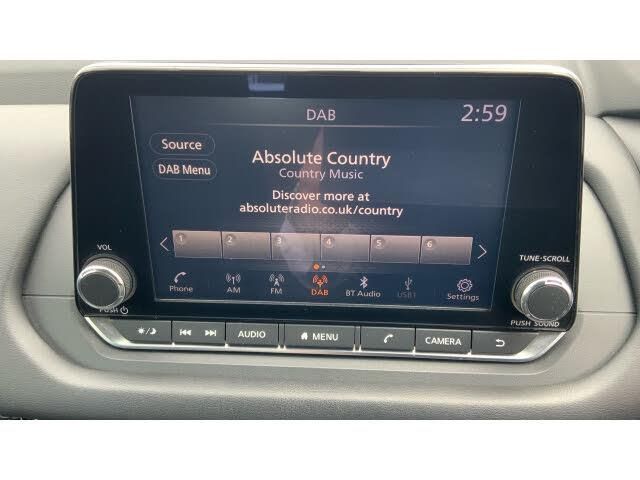 DAB
2:59
Source
DAB Menu
Absolute Country
Country Music
Discover more at
absoluteradio.co.uk/country
1 2 3 4 5 6
Phone AM FM DAB BT Audio USB1 Settings
VOL
PUSH
TUNE·SCROLL
PUSH SOUND
AUDIO
MENU
CAMERA